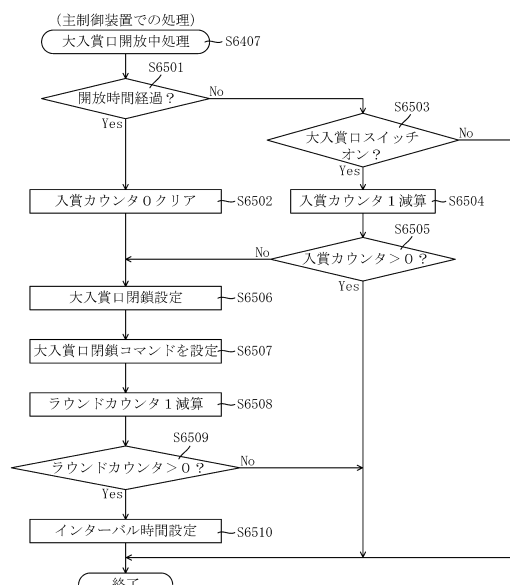 (主制御装置での処理)
大入賞口開放中処理
S6407
S6501
開放時間経過？
No
Yes
S6503
大入賞口スイッチ
オン？
No
Yes
入賞カウンタ０クリア
S6502
入賞カウンタ１減算
S6504
S6505
入賞カウンタ＞０？
No
Yes
大入賞口閉鎖設定
S6506
大入賞口閉鎖コマンドを設定
S6507
ラウンドカウンタ１減算
S6508
S6509
ラウンドカウンタ＞０？
No
Yes
インターバル時間設定
S6510
終了